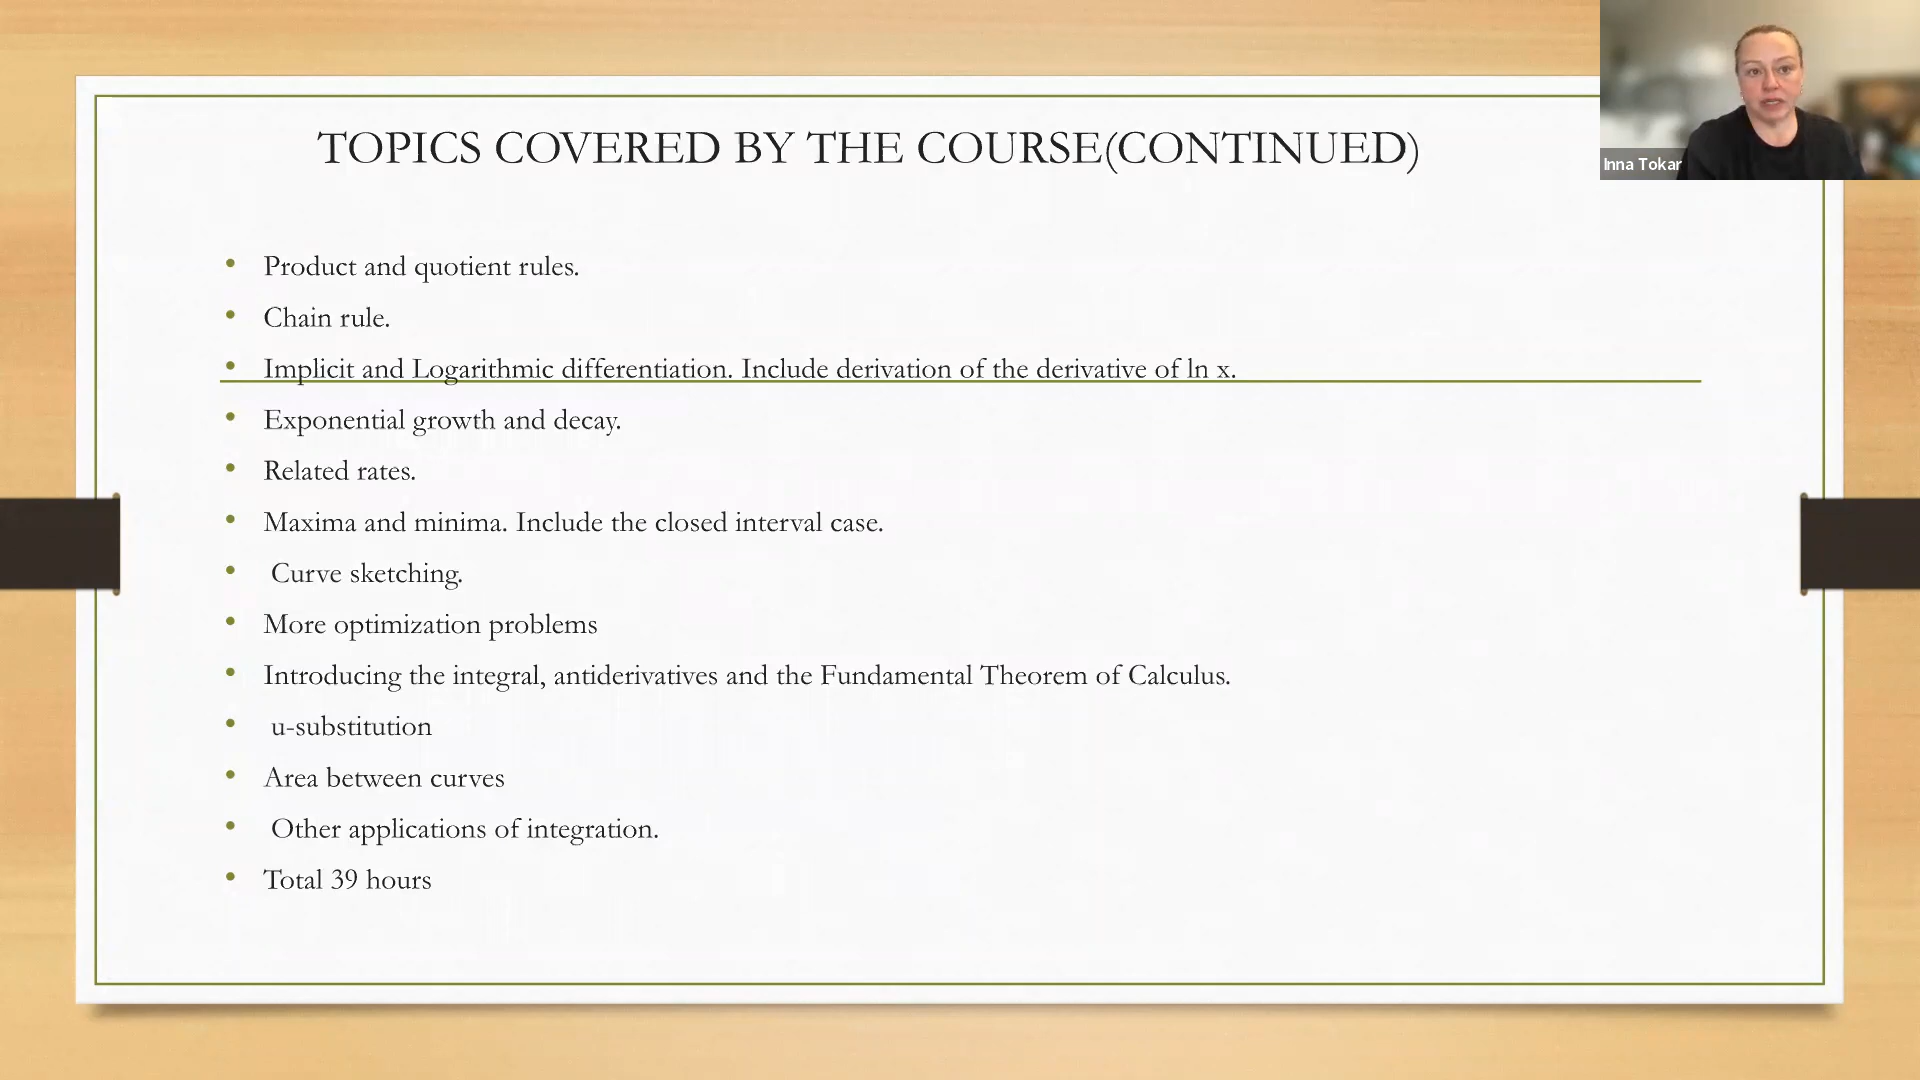 TOPICS COVERED BY THE COURSE(CONTINUED)
Inna Tokar
• Product and quotient rules.
• Chain rule.
• Implicit and Logarithmic differentiation. Include derivation of the derivative of ln x.
• Exponential growth and decay.
• Related rates.
• Maxima and minima. Include the closed interval case.
• Curve sketching.
• More optimization problems
• Introducing the integral, antiderivatives and the Fundamental Theorem of Calculus.
• u-substitution
• Area between curves
• Other applications of integration.
• Total 39 hours